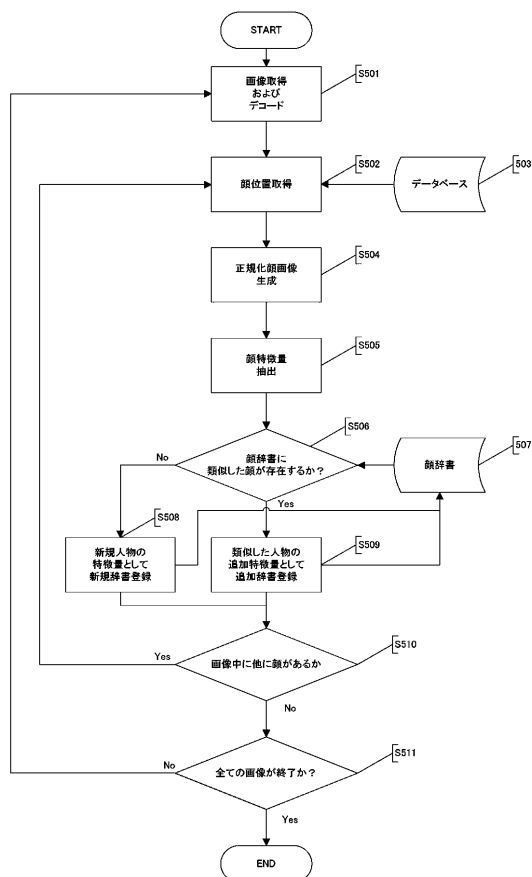 START
画像取得
および
デコード
S501
顔位置取得
S502
データベース
503
正規化顔画像
生成
S504
顔特徴量
抽出
S505
顔辞書に
類似した顔が存在するか？
S506
顔辞書
507
No
Yes
新規人物の
特徴量として
新規辞書登録
S508
類似した人物の
追加特徴量として
追加辞書登録
S509
画像中に他に顔があるか
S510
Yes
No
全ての画像が終了か？
S511
No
Yes
END